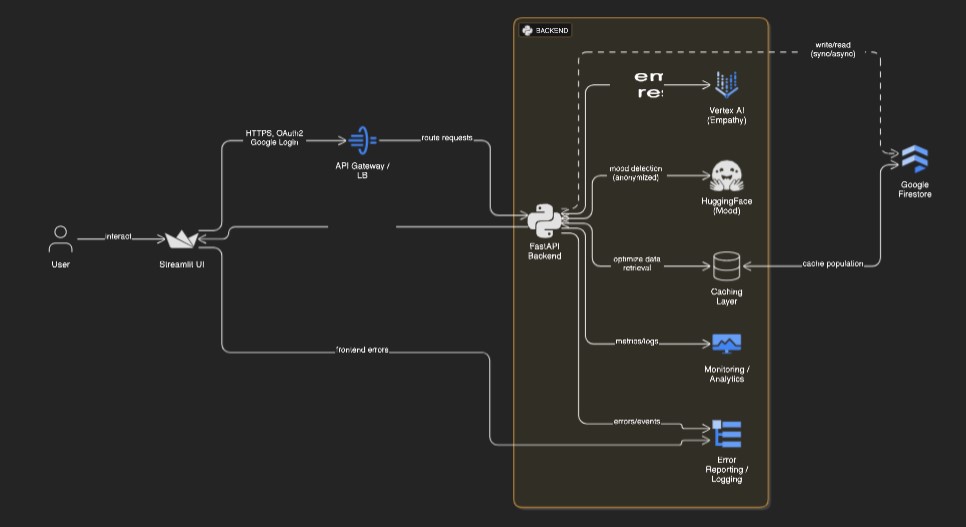 BACKEND
write/read
(sync/async)
Vertex AI
(Empathy)
HTTPS, OAuth2
Google Login
route requests
API Gateway /
LB
mood detection
(anonymized)
HuggingFace
(Mood)
Google
Firestore
interact
User
Streamlit UI
FastAPI
Backend
optimize data
retrieval
cache population
Caching
Layer
metrics/logs
frontend errors
Monitoring /
Analytics
errors/events
Error
Reporting /
Logging